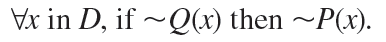 ∀x in D, if ~Q(x) then ~P(x).